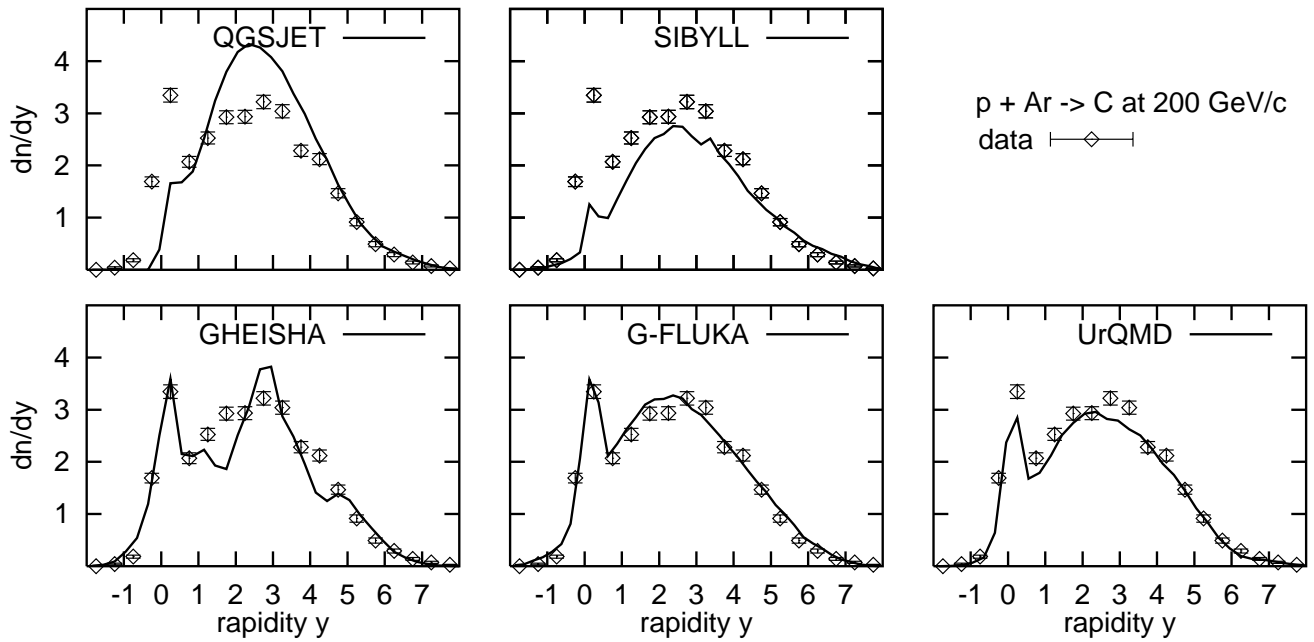 QGSJET
SIBYLL
4
3
2
1
dn/dy
p + Ar -> C at 200 GeV/c
data
GHEISHA
G-FLUKA
UrQMD
4
3
2
1
dn/dy
-1 0 1 2 3 4 5 6 7
-1 0 1 2 3 4 5 6 7
-1 0 1 2 3 4 5 6 7
rapidity y
rapidity y
rapidity y